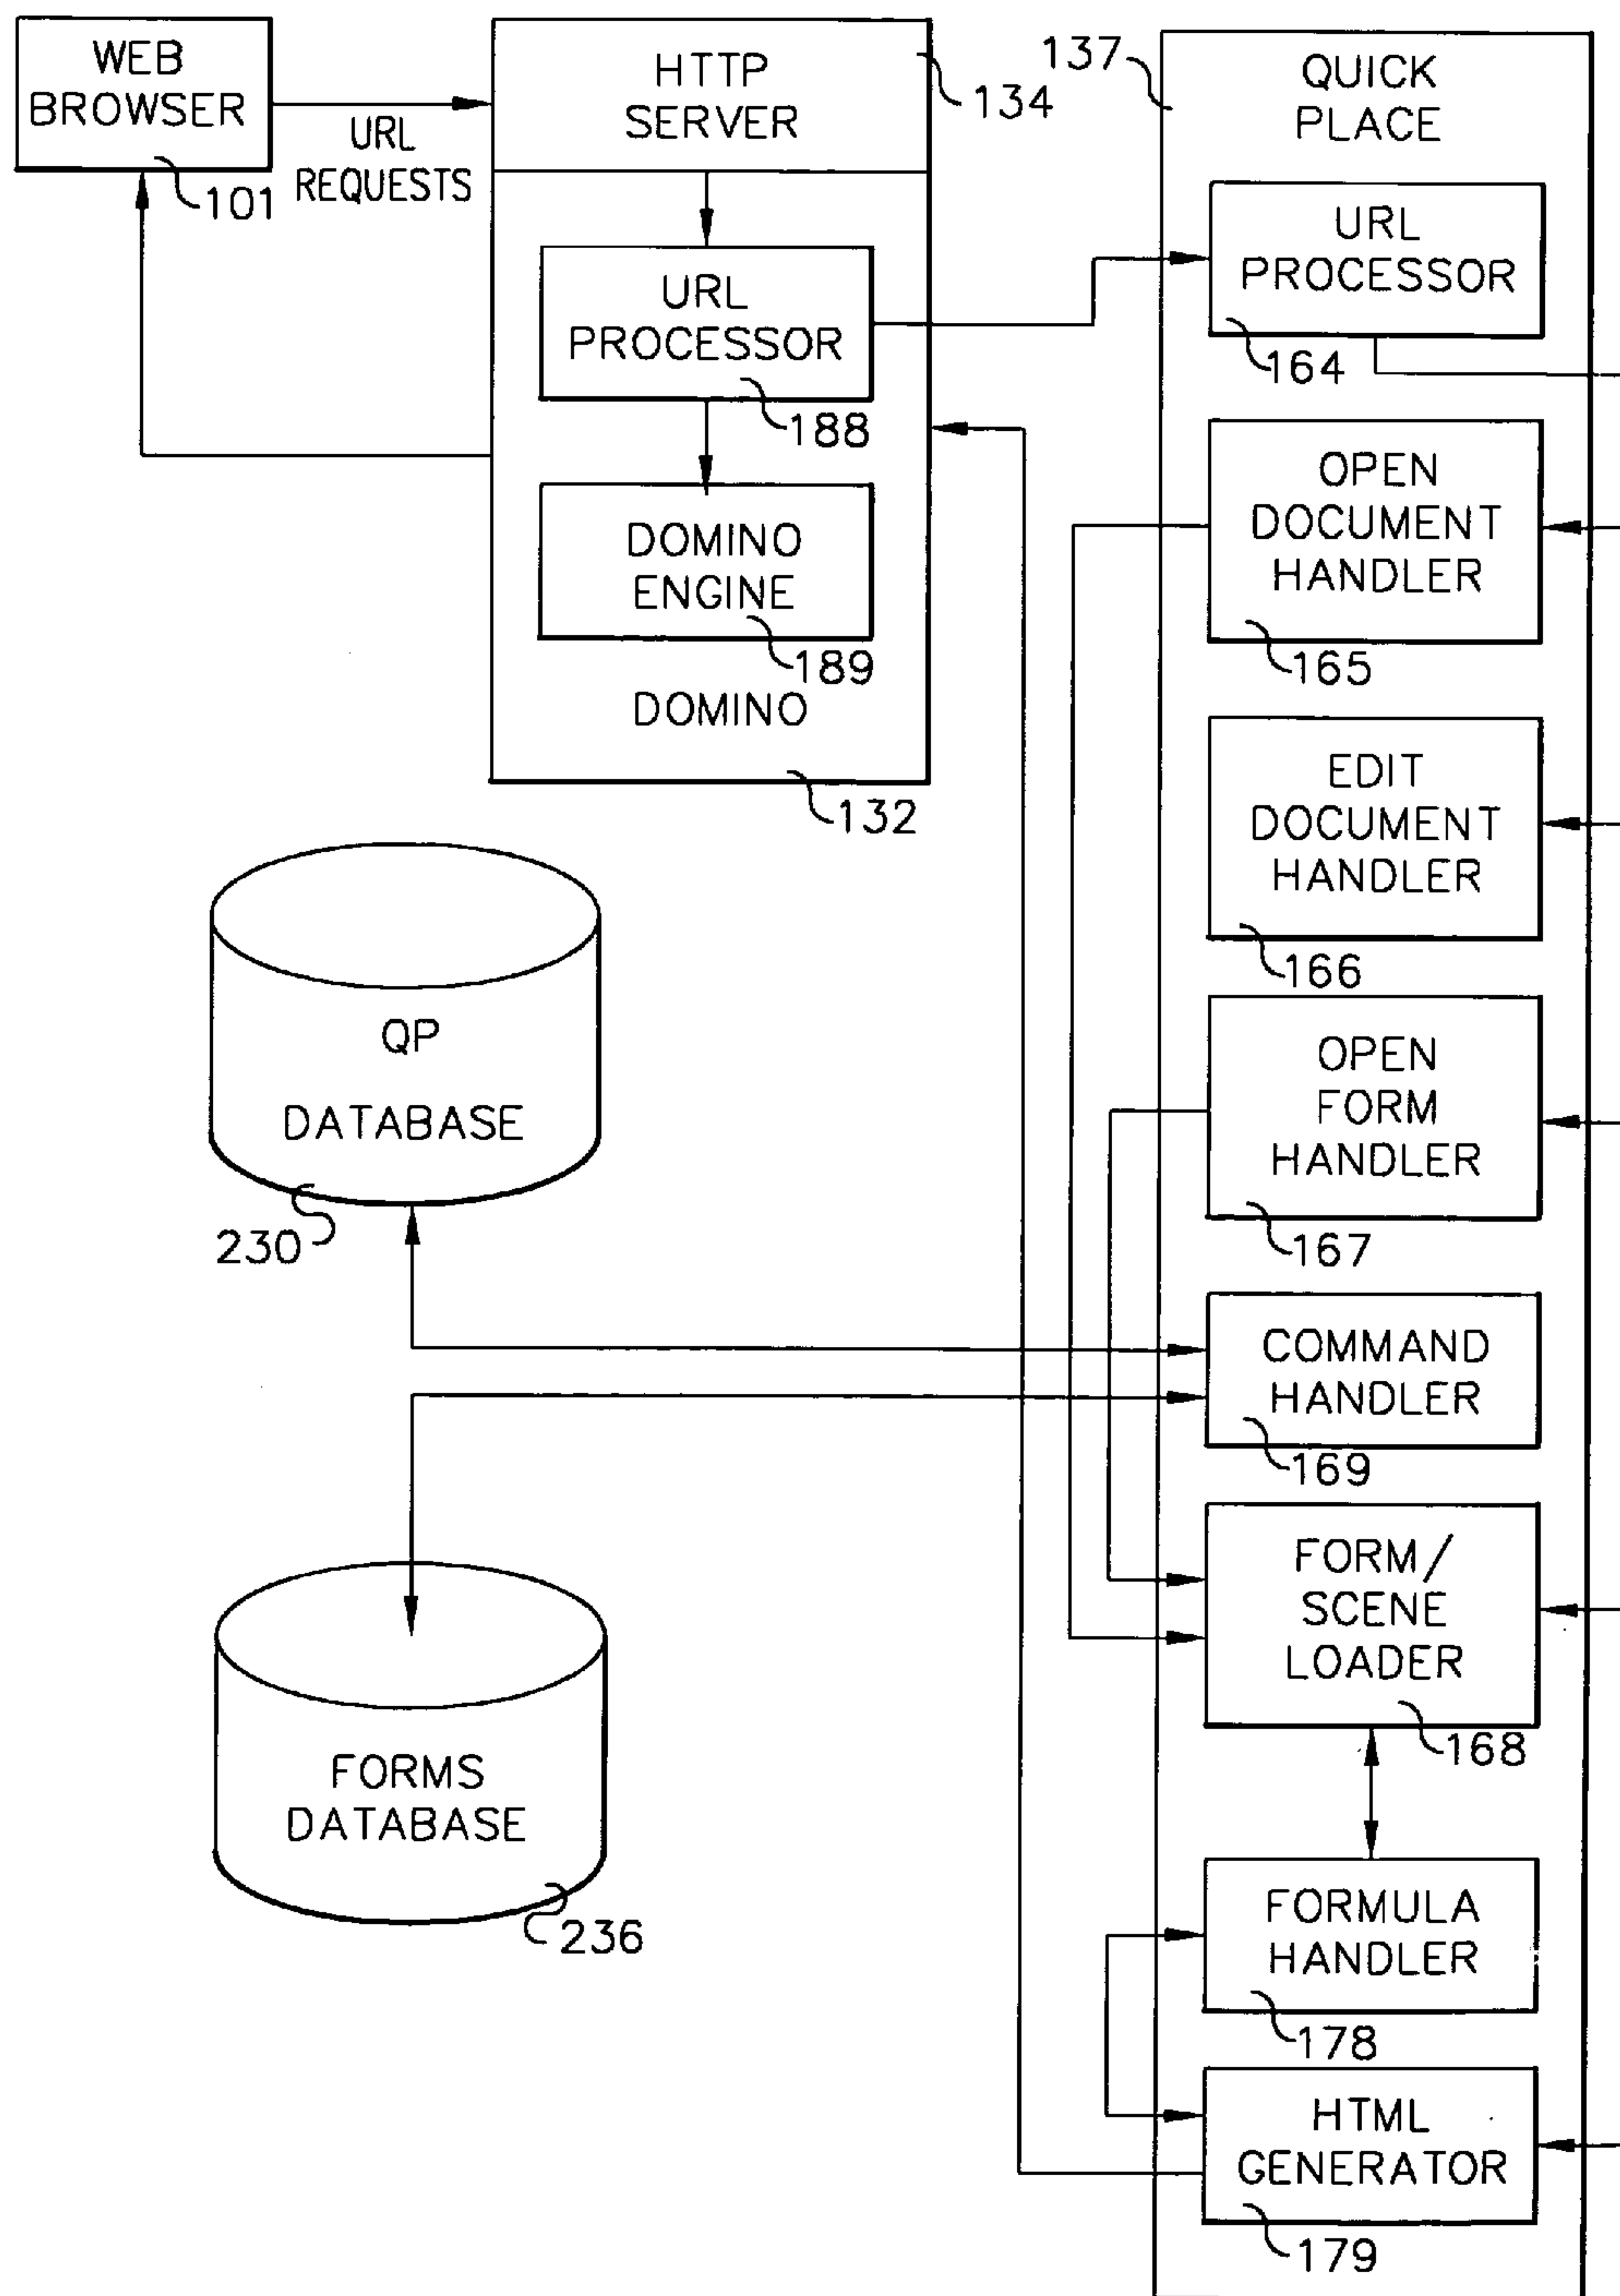 WEB
BROWSER
101
URL
REQUESTS
HTTP
SERVER
134
URL
PROCESSOR
188
DOMINO
ENGINE
189
DOMINO
132
137
QUICK
PLACE
URL
PROCESSOR
164
OPEN
DOCUMENT
HANDLER
165
EDIT
DOCUMENT
HANDLER
166
OPEN
FORM
HANDLER
167
COMMAND
HANDLER
169
FORM/
SCENE
LOADER
168
FORMULA
HANDLER
178
HTML
GENERATOR
179
QP
DATABASE
230
FORMS
DATABASE
236